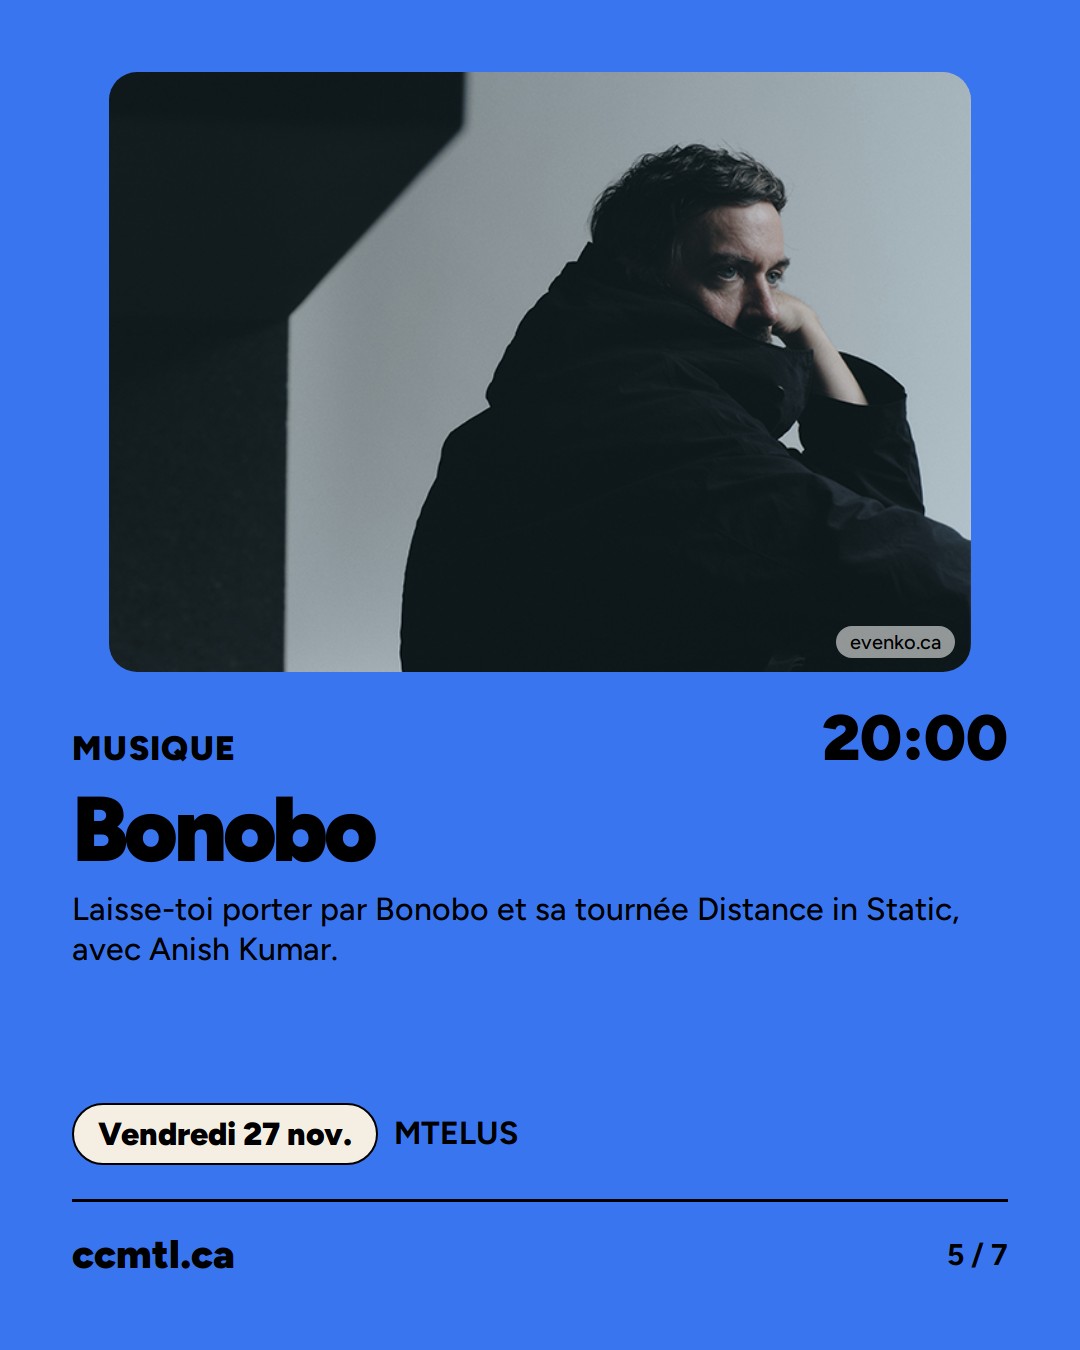 evenko.ca
MUSIQUE
20:00
Bonobo
Laisse-toi porter par Bonobo et sa tournée Distance in Static,
avec Anish Kumar.
Vendredi 27 nov.
MTELUS
ccmtl.ca
5 / 7